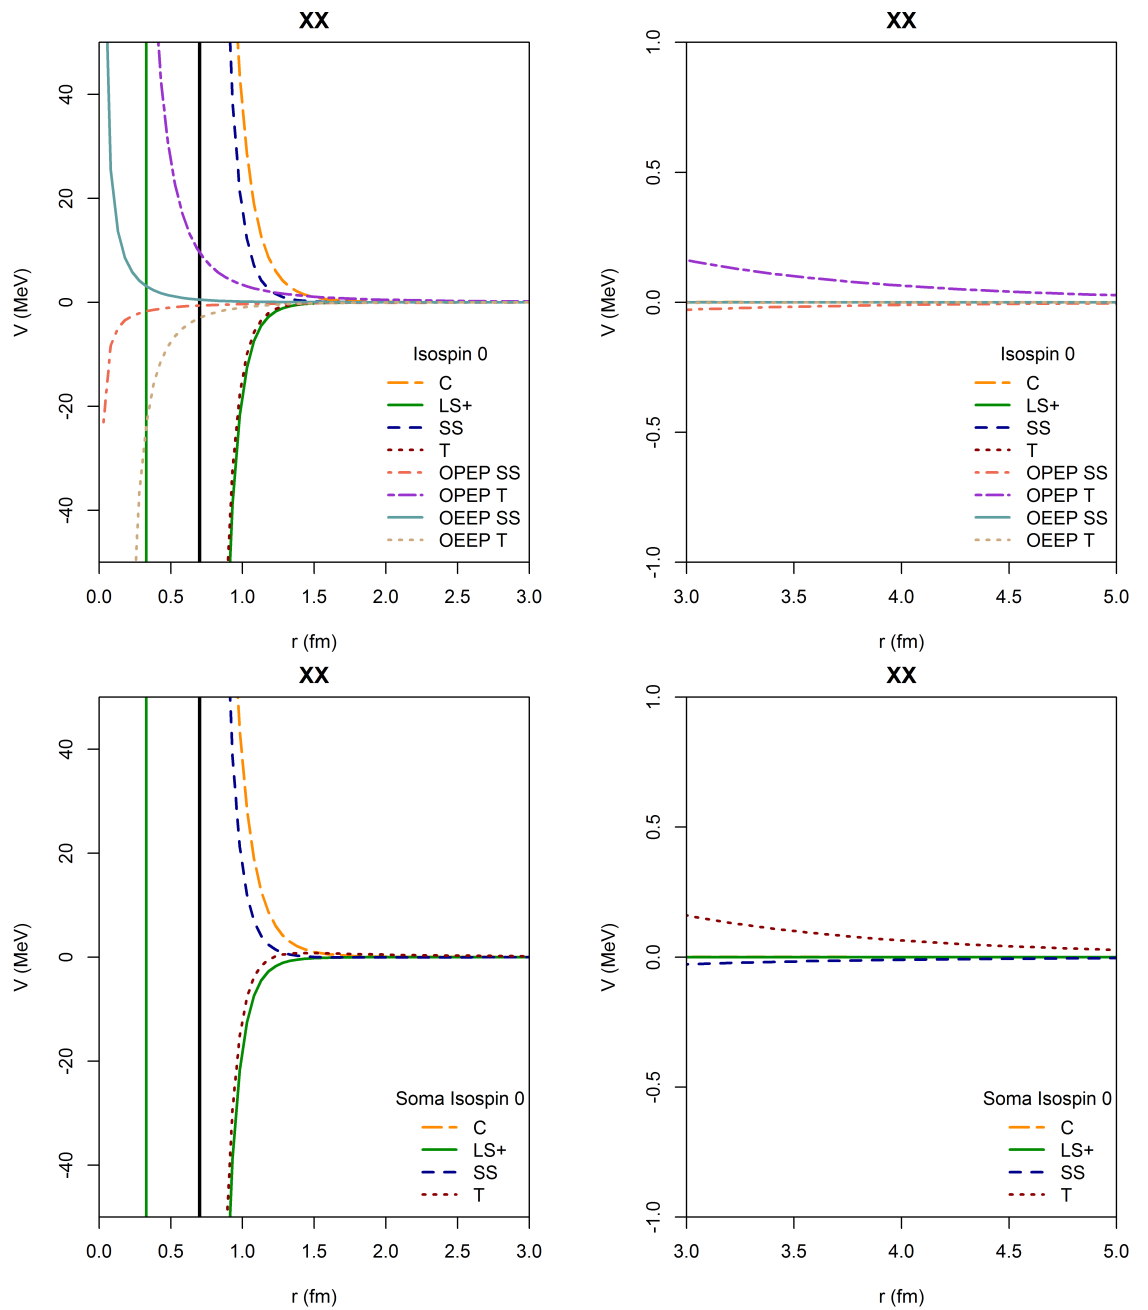 XX
V (MeV)
40
20
0
-20
-40
0.0 0.5 1.0 1.5 2.0 2.5 3.0
r (fm)
Isospin 0
C
LS+
SS
T
OPEP SS
OPEP T
OEEP SS
OEEP T
XX
V (MeV)
1.0
0.5
0.0
-0.5
-1.0
3.0 3.5 4.0 4.5 5.0
r (fm)
Isospin 0
C
LS+
SS
T
OPEP SS
OPEP T
OEEP SS
OEEP T
XX
V (MeV)
40
20
0
-20
-40
0.0 0.5 1.0 1.5 2.0 2.5 3.0
r (fm)
Soma Isospin 0
C
LS+
SS
T
XX
V (MeV)
1.0
0.5
0.0
-0.5
-1.0
3.0 3.5 4.0 4.5 5.0
r (fm)
Soma Isospin 0
C
LS+
SS
T